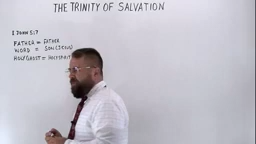 THE TRINITY OF SALVATION
1 JOHN 5:7
FATHER = FATHER
WORD = SON (JESUS)
HOLY GHOST = HOLY SPIRIT